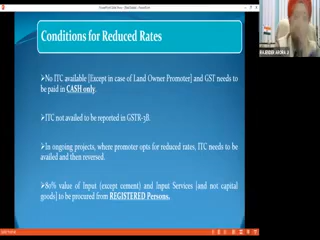 Conditions for Reduced Rates
No ITC available [Except in case of Land Owner Promoter] and GST needs to
be paid in CASH only.
ITC not availed to be reported in GSTR-3B.
In ongoing projects, where promoter opts for reduced rates, ITC needs to be
availed and then reversed.
80% value of Input {except cement} and Input Services [and not capital
goods] to be procured from REGISTERED Persons.